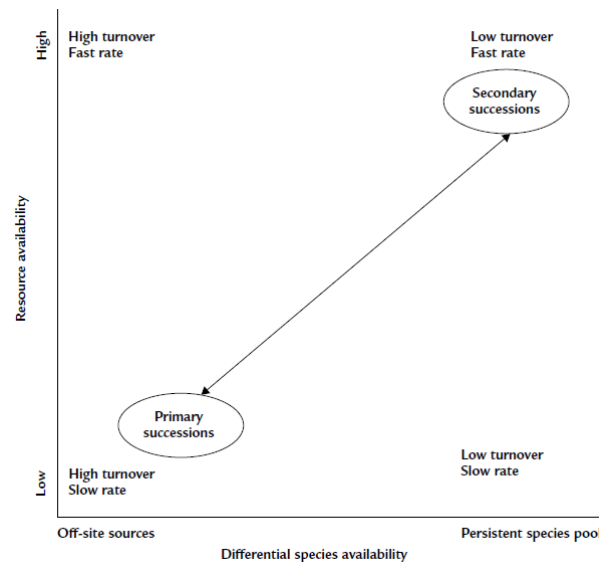 High
High turnover
Fast rate
Low turnover
Fast rate
Secondary
successions
Resource availability
Primary
successions
High turnover
Slow rate
Low turnover
Slow rate
Low
Off-site sources
Persistent species pool
Differential species availability